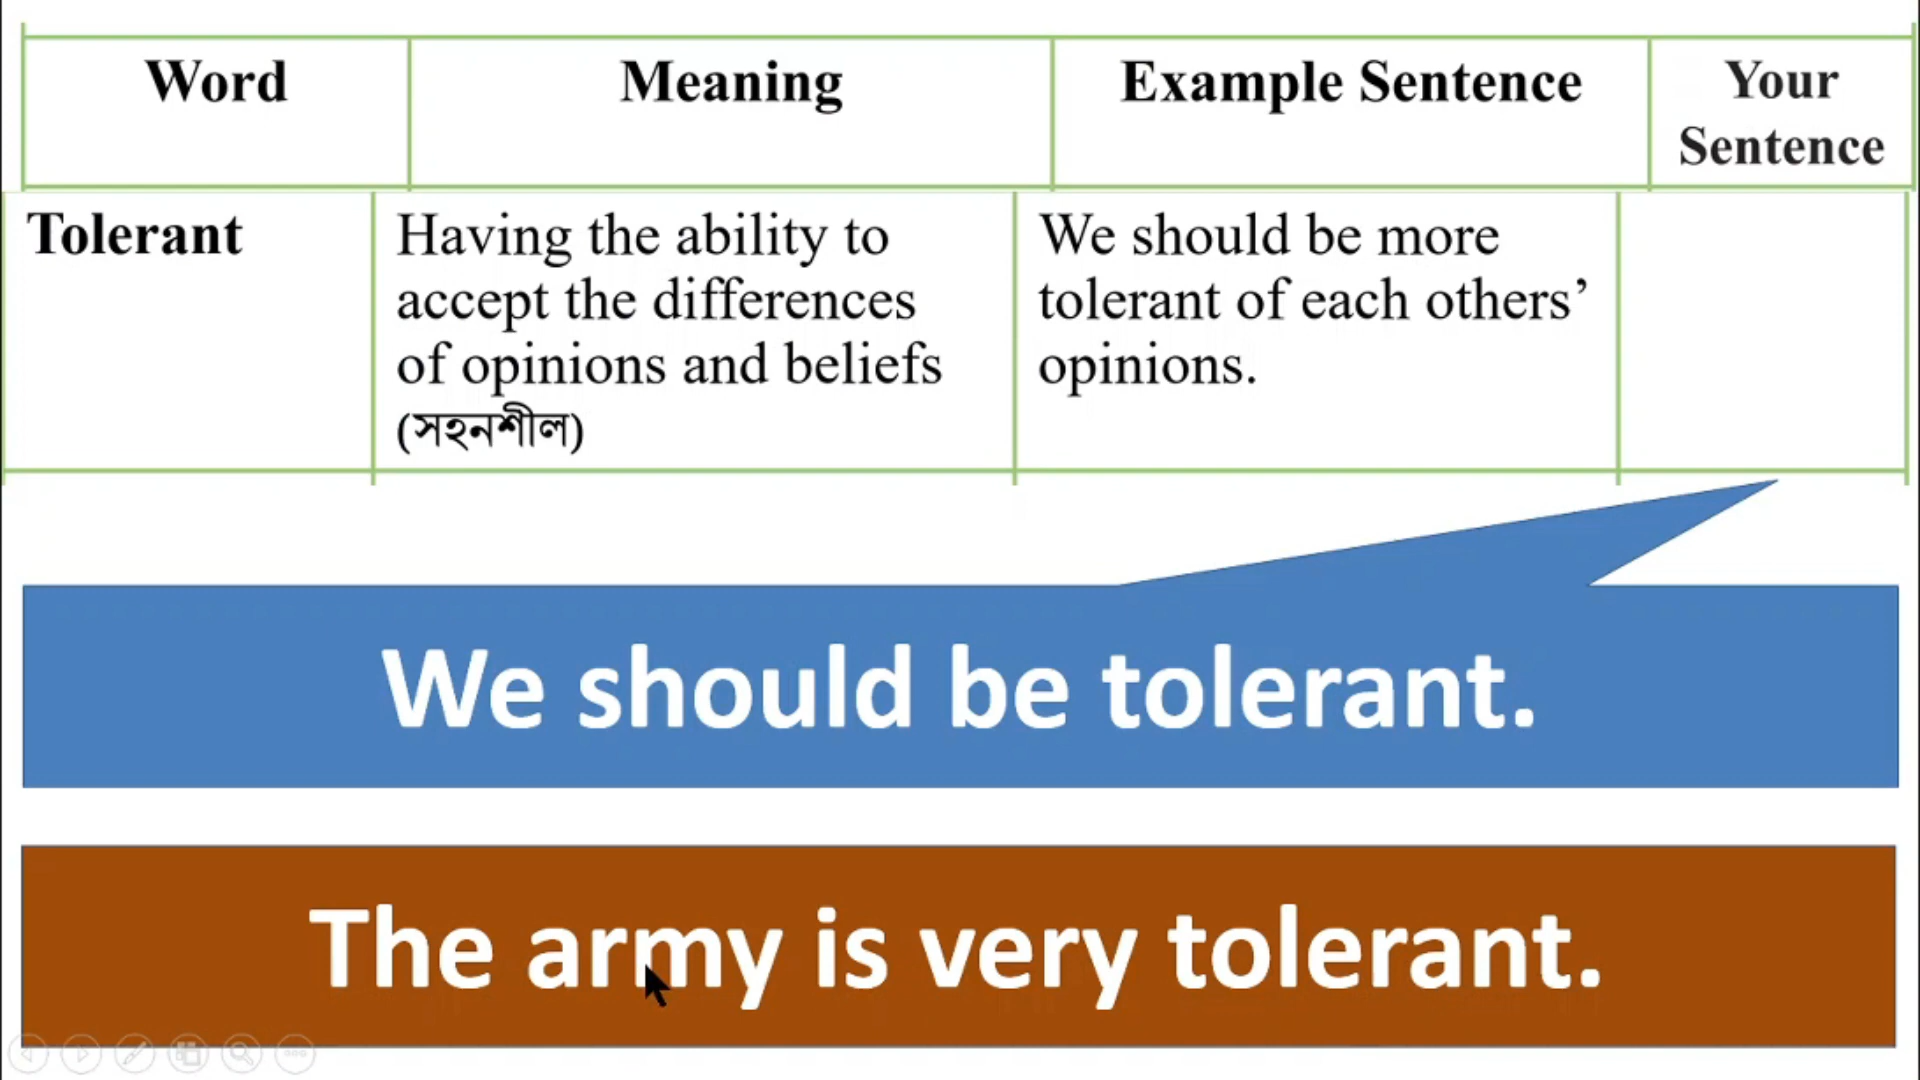 Word
Meaning
Example Sentence
Your
Sentence
Tolerant
Having the ability to
accept the differences
of opinions and beliefs
(সহনশীল)
We should be more
tolerant of each others’
opinions.
We should be tolerant.
The army is very tolerant.